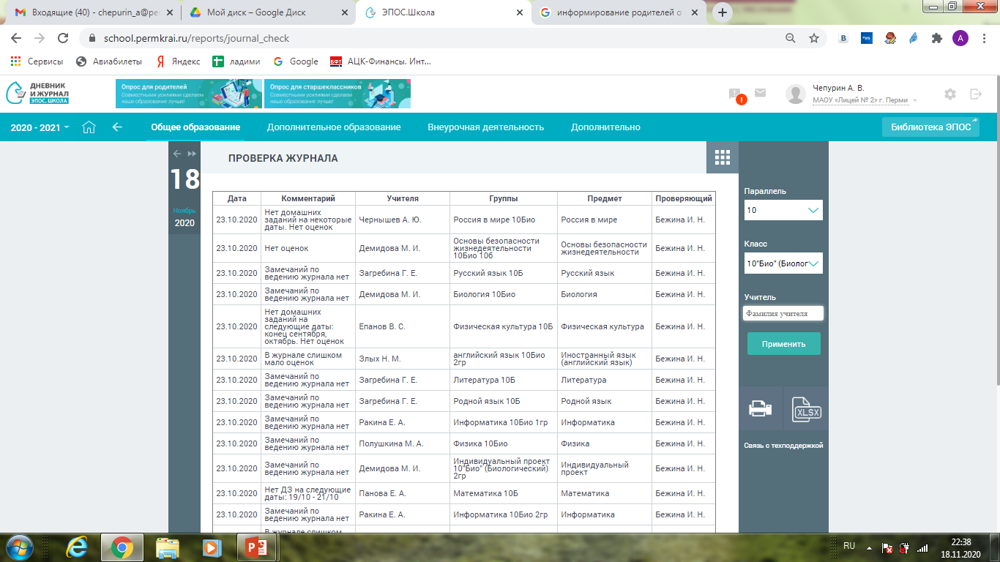 Входящие (40) - chepurin_a@pe
Мой диск – Google Диск
ЭПОС.Школа
информирование родителей о
school.permkrai.ru/reports/journal_check
Сервисы
Авиабилеты
Яндекс
ладими
Google
АЦК-Финансы. Инт...
ДНЕВНИК
И ЖУРНАЛ
ЭПОС.ШКОЛА
Опрос для родителей
Совместными усилиями сделаем
наше образование лучше!
Опрос для старшеклассников
Совместными усилиями сделаем
наше образование лучше!
Чепурин А. В.
МАОУ «Лицей № 2» г. Перми
2020 - 2021
Общее образование
Дополнительное образование
Внеурочная деятельность
Дополнительно
Библиотека ЭПОС
18
Ноябрь
2020
ПРОВЕРКА ЖУРНАЛА
Дата Комментарий Учителя Группы Предмет Проверяющий
23.10.2020
Нет домашних
заданий на некоторые
даты. Нет оценок
Чернышев А. Ю.
Россия в мире 10Био
Россия в мире
Бежина И. Н.
23.10.2020
Нет оценок
Демидова М. И.
Основы безопасности
жизнедеятельности
10Био 10б
Основы безопасности
жизнедеятельности
Бежина И. Н.
23.10.2020
Замечаний по
ведению журнала нет
Загребина Г. Е.
Русский язык 10Б
Русский язык
Бежина И. Н.
23.10.2020
Замечаний по
ведению журнала нет
Демидова М. И.
Биология 10Био
Биология
Бежина И. Н.
23.10.2020
Нет домашних
заданий на
следующие даты:
конец сентября,
октябрь. Нет оценок
Епанов В. С.
Физическая культура 10Б
Физическая культура
Бежина И. Н.
23.10.2020
В журнале слишком
мало оценок
Злых Н. М.
английский язык 10Био
2гр
Иностранный язык
(английский язык)
Бежина И. Н.
23.10.2020
Замечаний по
ведению журнала нет
Загребина Г. Е.
Литература 10Б
Литература
Бежина И. Н.
23.10.2020
Замечаний по
ведению журнала нет
Загребина Г. Е.
Родной язык 10Б
Родной язык
Бежина И. Н.
23.10.2020
Замечаний по
ведению журнала нет
Ракина Е. А.
Информатика 10Био 1гр
Информатика
Бежина И. Н.
23.10.2020
Замечаний по
ведению журнала нет
Полушкина М. А.
Физика 10Био
Физика
Бежина И. Н.
23.10.2020
Замечаний по
ведению журнала нет
Демидова М. И.
Индивидуальный проект
10"Био" (Биологический)
2гр
Индивидуальный
проект
Бежина И. Н.
23.10.2020
Нет ДЗ на следующие
даты: 19/10 - 21/10
Панова Е. А.
Математика 10Б
Математика
Бежина И. Н.
23.10.2020
Замечаний по
ведению журнала нет
Ракина Е. А.
Информатика 10Био 2гр
Информатика
Бежина И. Н.
В журнале слишком
Параллель
10
Класс
10"Био" (Биолог
Учитель
Фамилия учителя
Применить
XLSX
Связь с техподдержкой
RU
22:38
18.11.2020